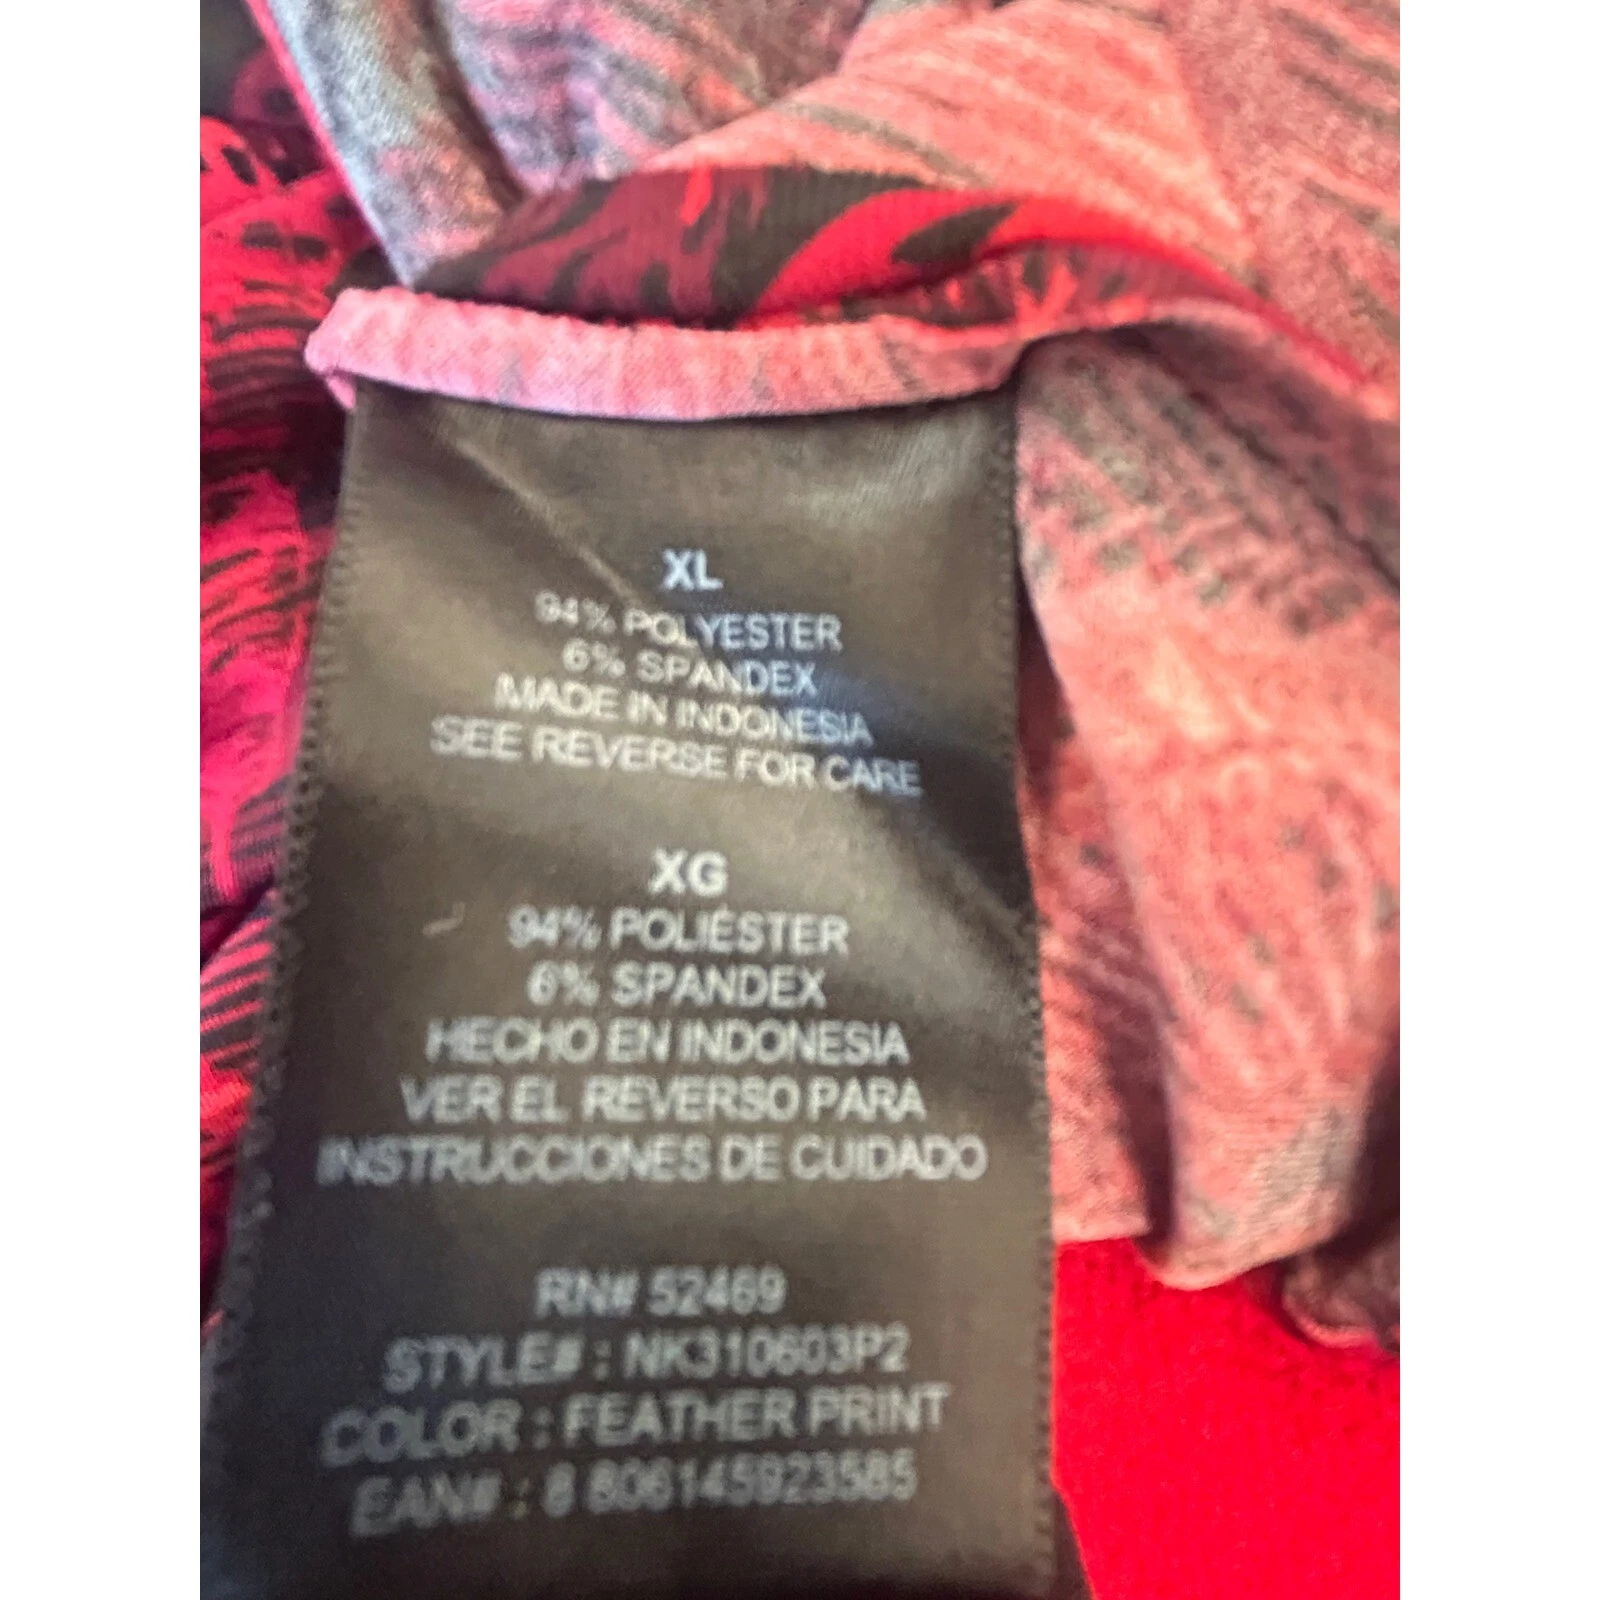 XL
94% POLYESTER
6% SPANDEX
MADE IN INDONESIA
SEE REVERSE FOR CARE
XG
94% POLIÉSTER
6% SPANDEX
HECHO EN INDONESIA
VER EL REVERSO PARA
INSTRUCCIONES DE CUIDADO
RN# 52469
STYLE# : NK310603P2
COLOR : FEATHER PRINT
EAN# : 8 806145923585